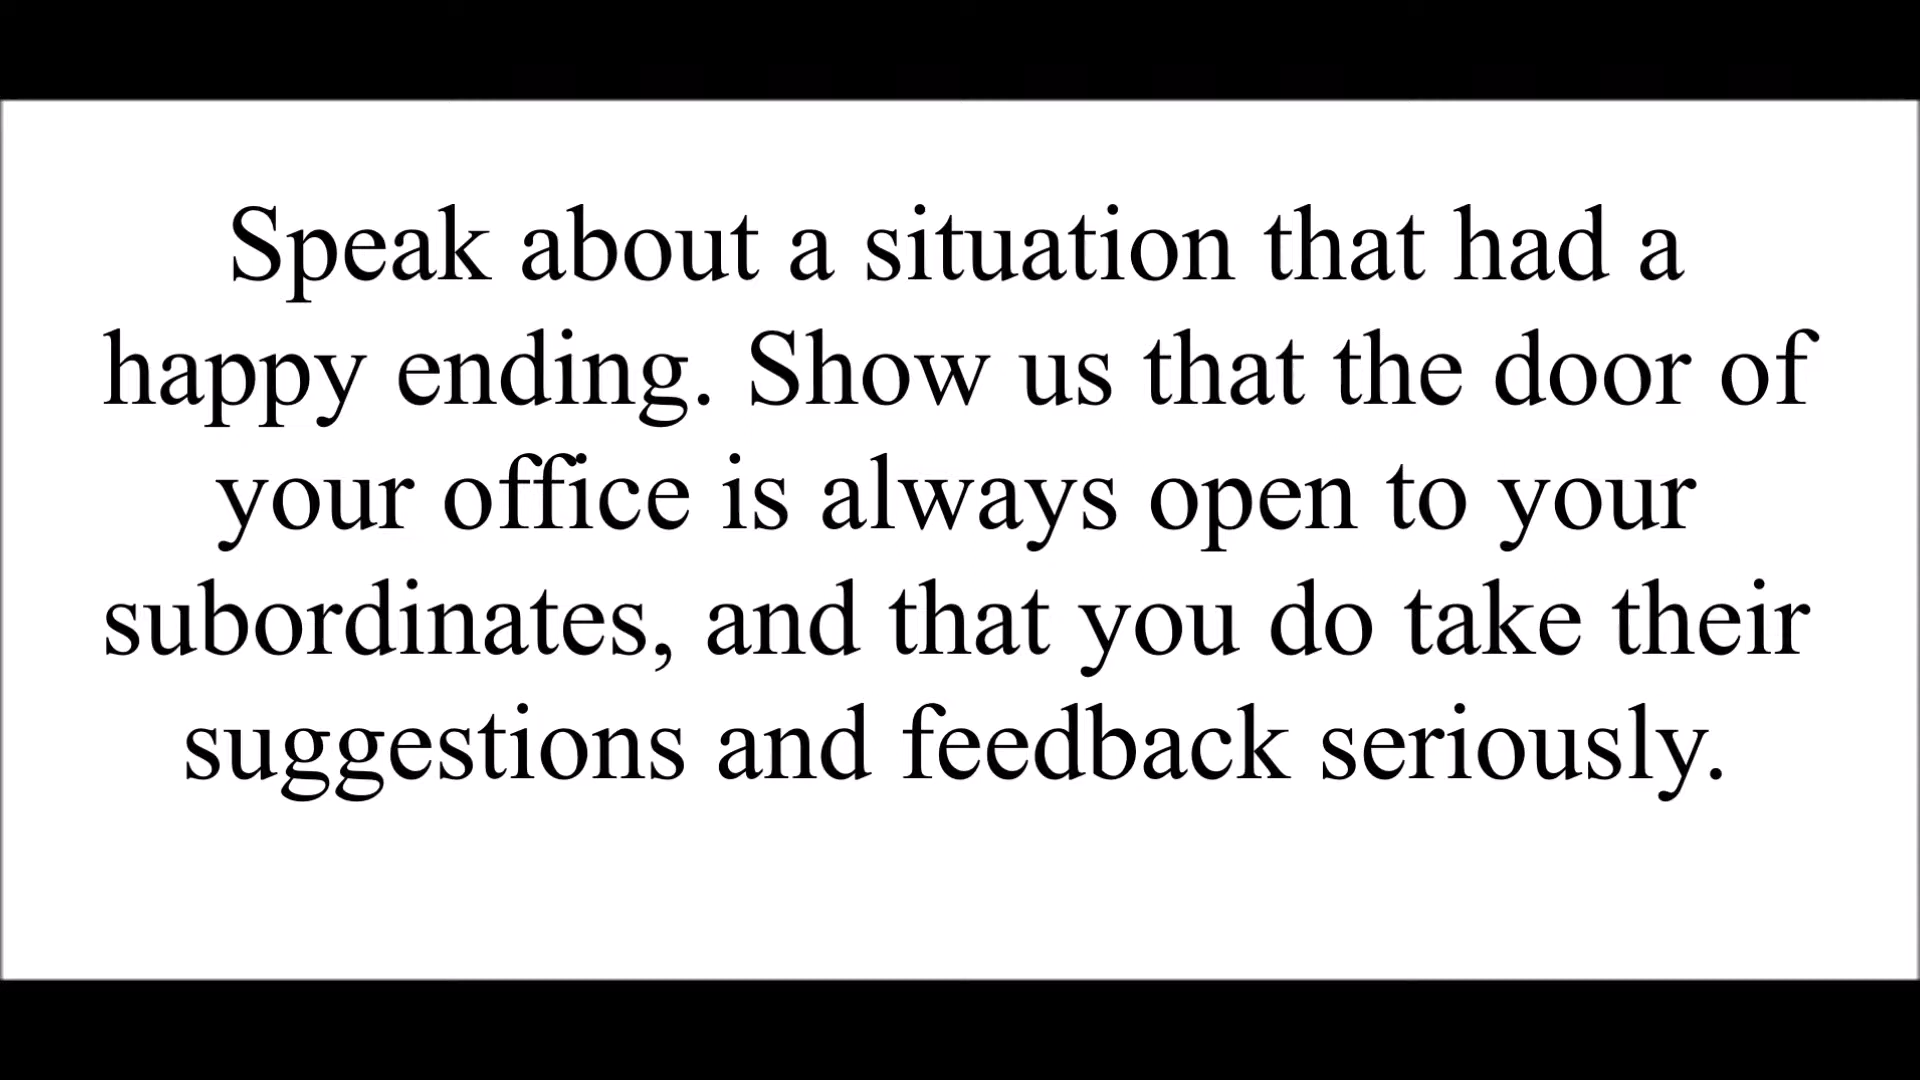 Speak about a situation that had a
happy ending. Show us that the door of
your office is always open to your
subordinates, and that you do take their
suggestions and feedback seriously.